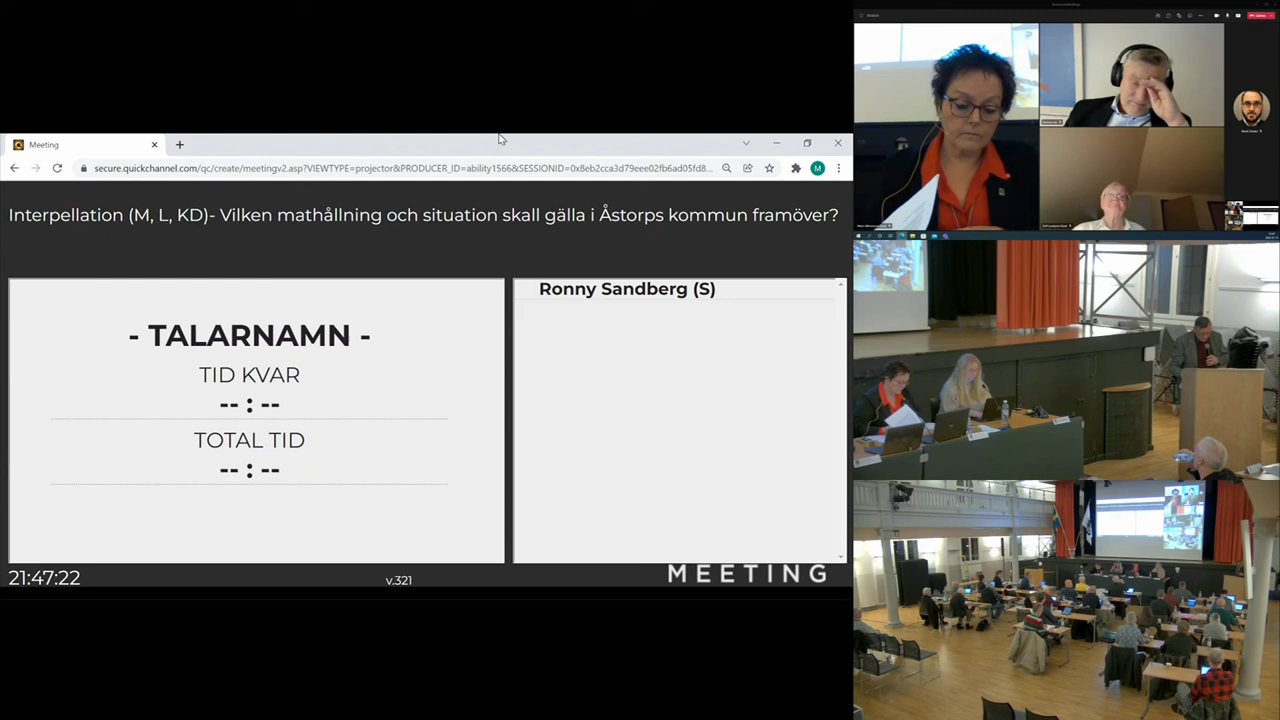 Meeting
secure.quickchannel.com/qc/create/meetingv2.asp?VIEWTYPE=projector&PRODUCER_ID=ability1566&SESSIONID=0x8eb2cca3d79eee02fb6ad05fd8...
M
Interpellation (M, L, KD)- Vilken mathållning och situation skall gälla i Åstorps kommun framöver?
- TALARNAMN -
TID KVAR
-- : --
TOTAL TID
-- : --
Ronny Sandberg (S)
21:47:22
v.321
MEETING